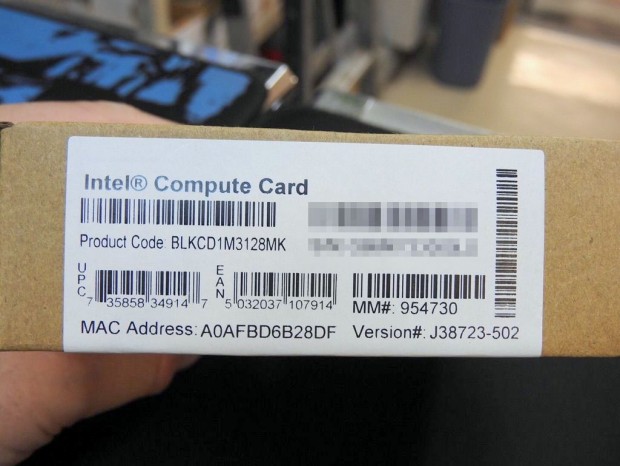 Intel® Compute Card
Product Code: BLKCD1M3128MK
UPC 7 35858 34914 7
EAN 5 032037 107914
MM#: 954730
MAC Address: A0AFBD6B28DF
Version#: J38723-502